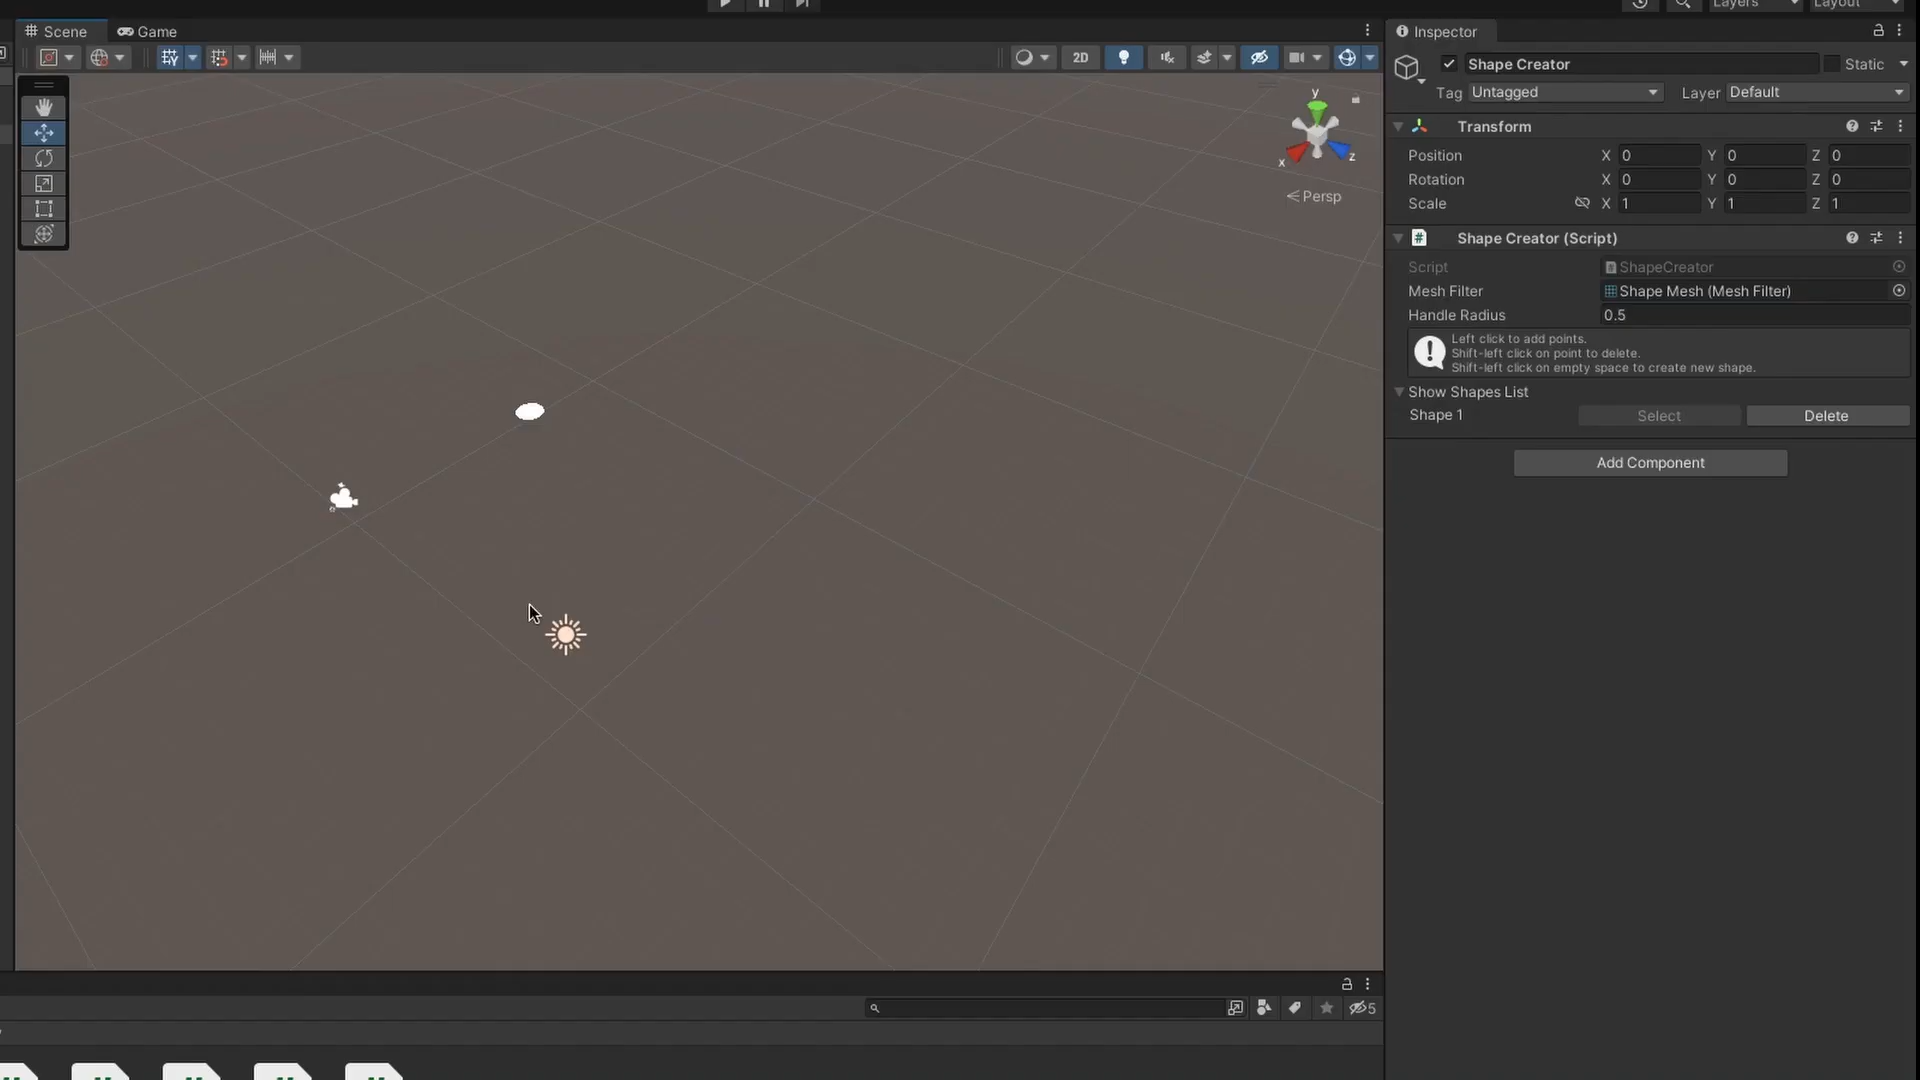 Layers
Layout
Scene
Game
Inspector
2D
Shape Creator
Static
Tag
Untagged
Layer
Default
Transform
Position
X
0
Y
0
Z
0
Rotation
X
0
Y
0
Z
0
Scale
X
1
Y
1
Z
1
y
x
z
Persp
Shape Creator (Script)
Script
ShapeCreator
Mesh Filter
Shape Mesh (Mesh Filter)
Handle Radius
0.5
Left click to add points.
Shift-left click on point to delete.
Shift-left click on empty space to create new shape.
Show Shapes List
Shape 1
Select
Delete
Add Component
5